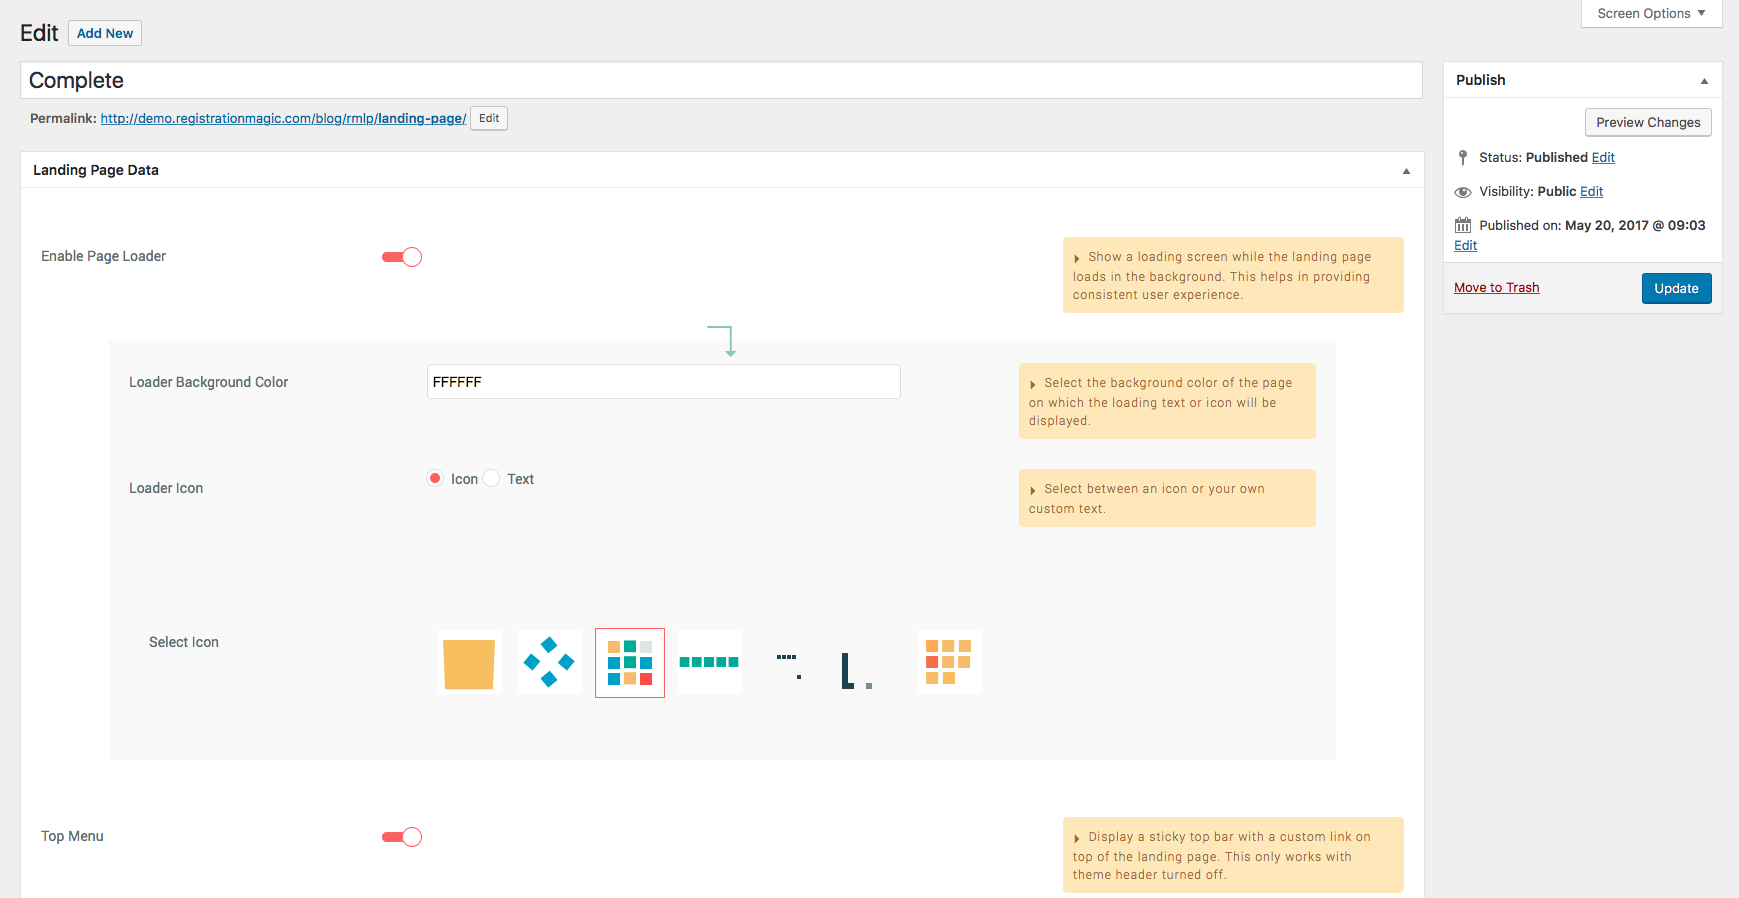 Screen Options
Edit Add New
Complete
Permalink: http://demo.registrationmagic.com/blog/rmlp/landing-page/ Edit
Landing Page Data
Enable Page Loader
Show a loading screen while the landing page
loads in the background. This helps in providing
consistent user experience.
Loader Background Color
FFFFFF
Select the background color of the page
on which the loading text or icon will be
displayed.
Loader Icon
Icon Text
Select between an icon or your own
custom text.
Select Icon
Top Menu
Display a sticky top bar with a custom link on
top of the landing page. This only works with
theme header turned off.
Publish
Preview Changes
Status: Published Edit
Visibility: Public Edit
Published on: May 20, 2017 @ 09:03
Edit
Move to Trash
Update